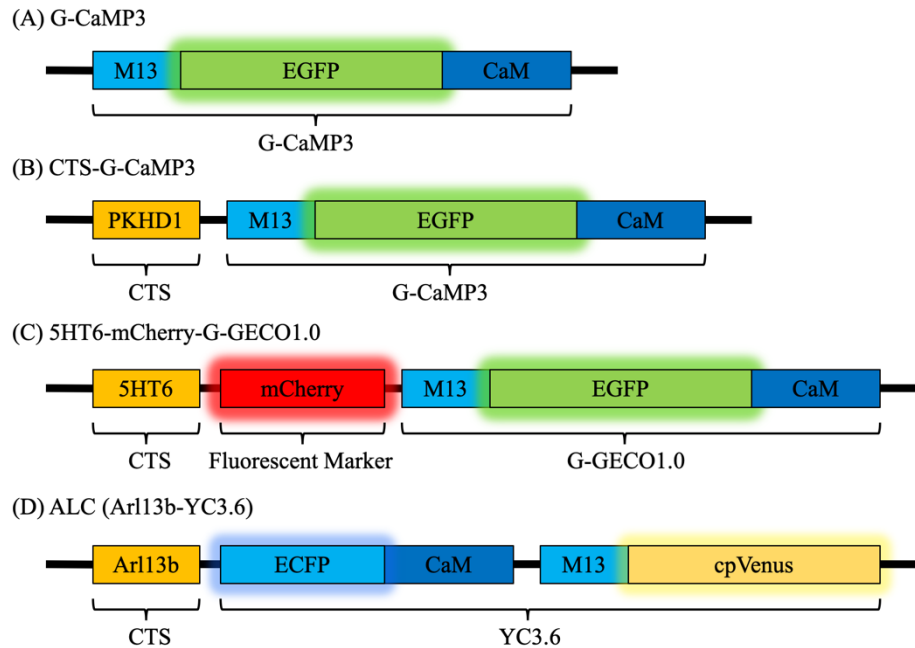 (A) G-CaMP3
M13 EGFP CaM
G-CaMP3
(B) CTS-G-CaMP3
PKHD1 M13 EGFP CaM
CTS G-CaMP3
(C) 5HT6-mCherry-G-GECO1.0
5HT6 mCherry M13 EGFP CaM
CTS Fluorescent Marker G-GECO1.0
(D) ALC (Arl13b-YC3.6)
Arl13b ECFP CaM M13 cpVenus
CTS YC3.6